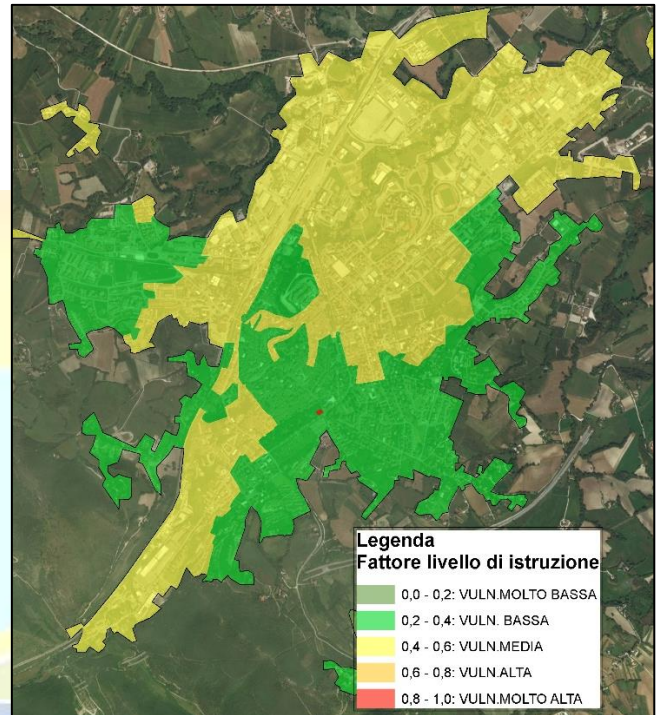 Legenda
Fattore livello di istruzione
0,0 - 0,2: VULN.MOLTO BASSA
0,2 - 0,4: VULN. BASSA
0,4 - 0,6: VULN.MEDIA
0,6 - 0,8: VULN.ALTA
0,8 - 1,0: VULN.MOLTO ALTA